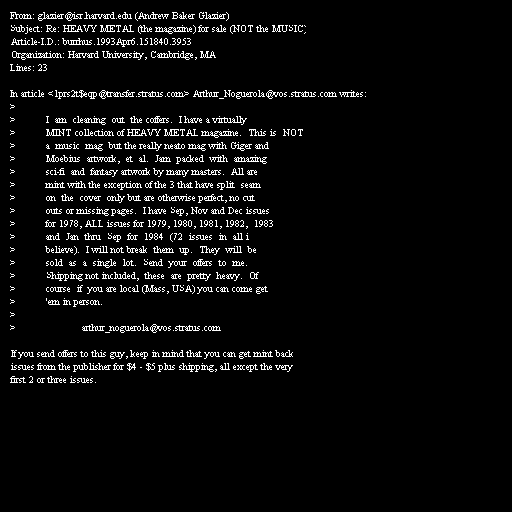 From: glazier@isr.harvard.edu (Andrew Baker Glazier)
Subject: Re: HEAVY METAL (the magazine) for sale (NOT the MUSIC)
Article-I.D.: burrhus.1993Apr6.151840.3953
Organization: Harvard University, Cambridge, MA
Lines: 23

In article <1prs2t$eqp@transfer.stratus.com> Arthur_Noguerola@vos.stratus.com writes:
>
> I am cleaning out the coffers. I have a virtually
> MINT collection of HEAVY METAL magazine. This is NOT
> a music mag but the really neato mag with Giger and
> Moebius artwork, et al. Jam packed with amazing
> sci-fi and fantasy artwork by many masters. All are
> mint with the exception of the 3 that have split seam
> on the cover only but are otherwise perfect, no cut
> outs or missing pages. I have Sep, Nov and Dec issues
> for 1978, ALL issues for 1979, 1980, 1981, 1982, 1983
> and Jan thru Sep for 1984 (72 issues in all i
> believe). I will not break them up. They will be
> sold as a single lot. Send your offers to me.
> Shipping not included, these are pretty heavy. Of
> course if you are local (Mass, USA) you can come get
> 'em in person.
>
> arthur_noguerola@vos.stratus.com

If you send offers to this guy, keep in mind that you can get mint back
issues from the publisher for $4 - $5 plus shipping, all except the very
first 2 or three issues.